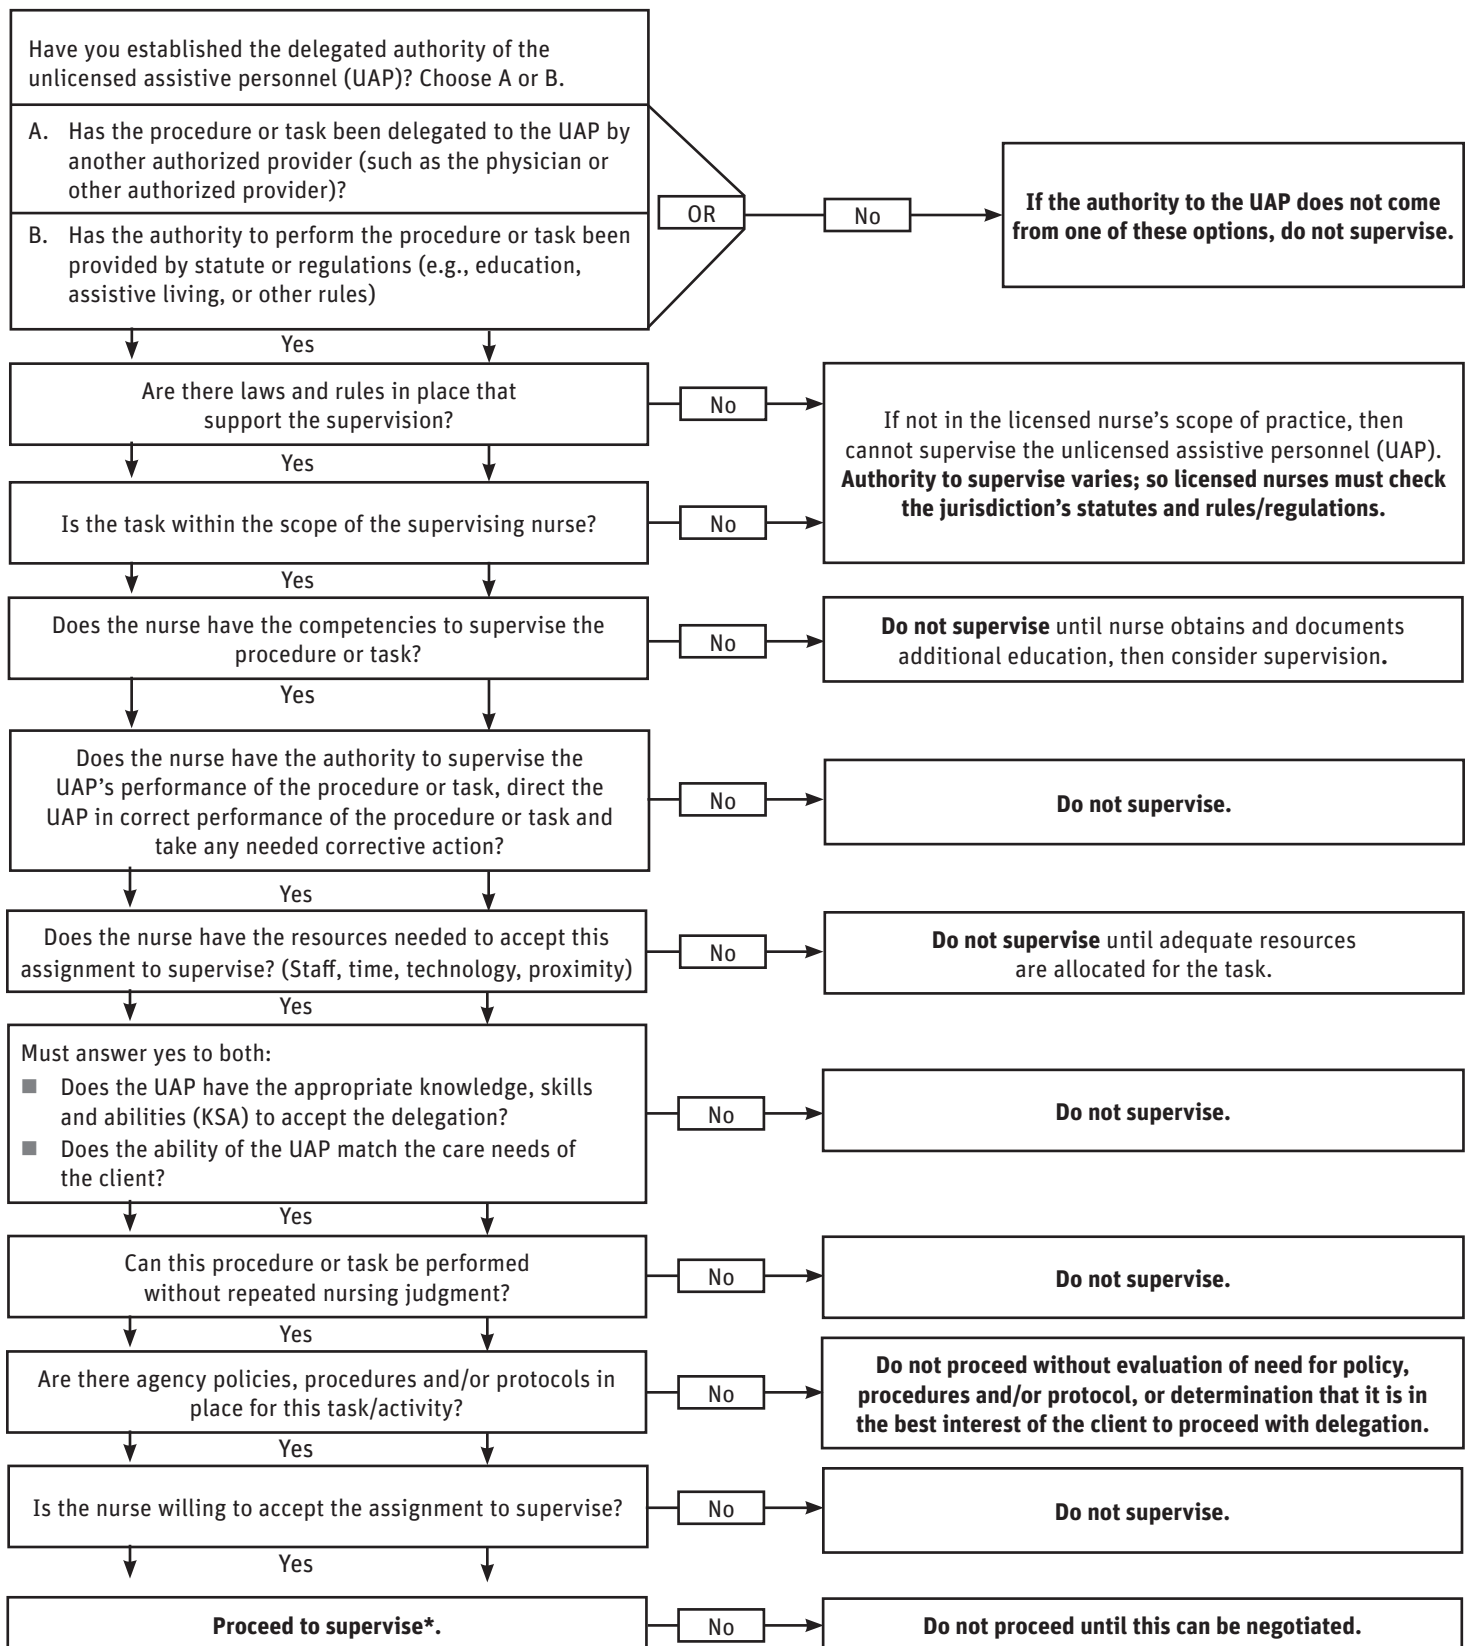 Have you established the delegated authority of the
unlicensed assistive personnel (UAP)? Choose A or B.
A. Has the procedure or task been delegated to the UAP by
another authorized provider (such as the physician or
other authorized provider)?
B. Has the authority to perform the procedure or task been
provided by statute or regulations (e.g., education,
assistive living, or other rules)
OR
No
If the authority to the UAP does not come
from one of these options, do not supervise.
Yes
Are there laws and rules in place that
support the supervision?
No
If not in the licensed nurse’s scope of practice, then
cannot supervise the unlicensed assistive personnel (UAP).
Authority to supervise varies; so licensed nurses must check
the jurisdiction’s statutes and rules/regulations.
Yes
Is the task within the scope of the supervising nurse?
No
Yes
Does the nurse have the competencies to supervise the
procedure or task?
No
Do not supervise until nurse obtains and documents
additional education, then consider supervision.
Yes
Does the nurse have the authority to supervise the
UAP’s performance of the procedure or task, direct the
UAP in correct performance of the procedure or task and
take any needed corrective action?
No
Do not supervise.
Yes
Does the nurse have the resources needed to accept this
assignment to supervise? (Staff, time, technology, proximity)
No
Do not supervise until adequate resources
are allocated for the task.
Yes
Must answer yes to both:
■ Does the UAP have the appropriate knowledge, skills
and abilities (KSA) to accept the delegation?
■ Does the ability of the UAP match the care needs of
the client?
No
Do not supervise.
Yes
Can this procedure or task be performed
without repeated nursing judgment?
No
Do not supervise.
Yes
Are there agency policies, procedures and/or protocols in
place for this task/activity?
No
Do not proceed without evaluation of need for policy,
procedures and/or protocol, or determination that it is in
the best interest of the client to proceed with delegation.
Yes
Is the nurse willing to accept the assignment to supervise?
No
Do not supervise.
Yes
Proceed to supervise*.
No
Do not proceed until this can be negotiated.